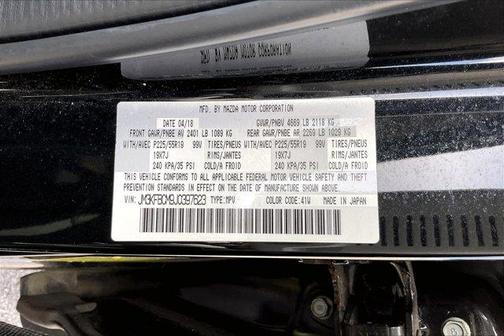 MFD. BY MAZDA MOTOR CORPORATION
DATE 04/18 GVWR/PNBV 4669 LB 2118 KG
FRONT GAWR/PNBE AV 2401 LB 1089 KG REAR GAWR/PNBE AR 2269 LB 1029 KG
WITH/AVEC P225/55R19 99V TIRES/PNEUS WITH/AVEC P225/55R19 99V TIRES/PNEUS
19X7J RIMS/JANTES 19X7J RIMS/JANTES
240 KPA/35 PSI COLD/A FROID 240 KPA/35 PSI COLD/A FROID
THIS VEHICLE CONFORMS TO ALL APPLICABLE FEDERAL MOTOR VEHICLE SAFETY, BUMPER, AND THEFT
PREVENTION STANDARDS IN EFFECT ON THE DATE OF MANUFACTURE SHOWN ABOVE.
VIN: JM3KFBCM9J0397623 TYPE:MPV COLOR CODE:41W MADE IN JAPAN